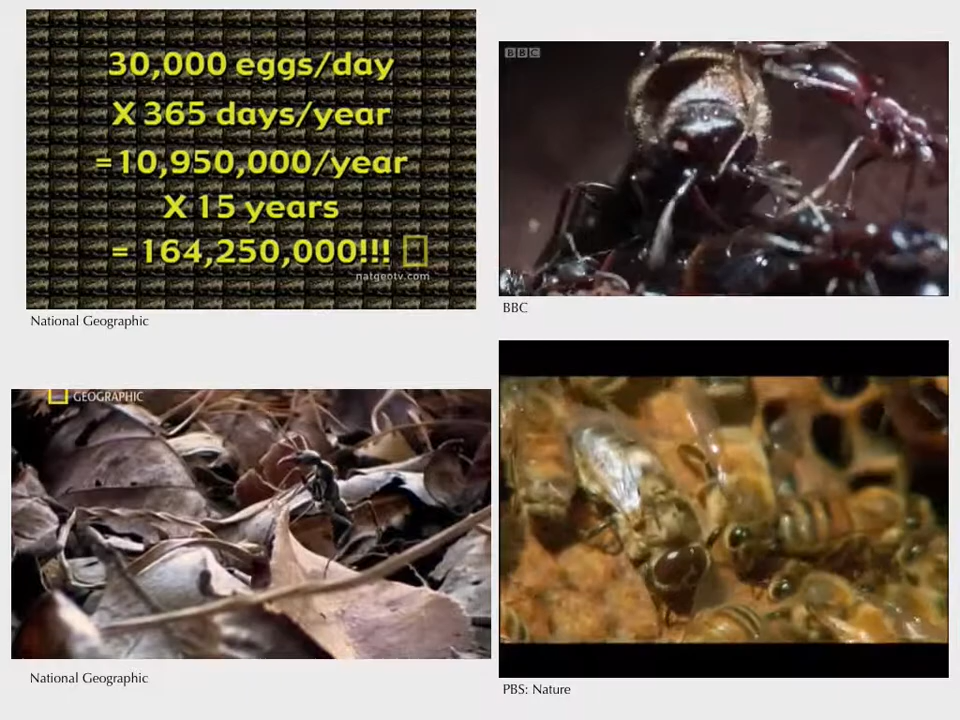 30,000 eggs/day
X 365 days/year
=10,950,000/year
X 15 years
= 164,250,000!!!
natgeotv.com
National Geographic
BBC
BBC
GEOGRAPHIC
National Geographic
PBS: Nature